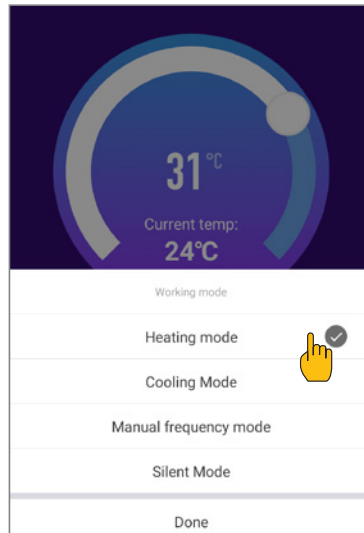 31°C
Current temp:
24℃
Working mode
Heating mode
Cooling Mode
Manual frequency mode
Silent Mode
Done